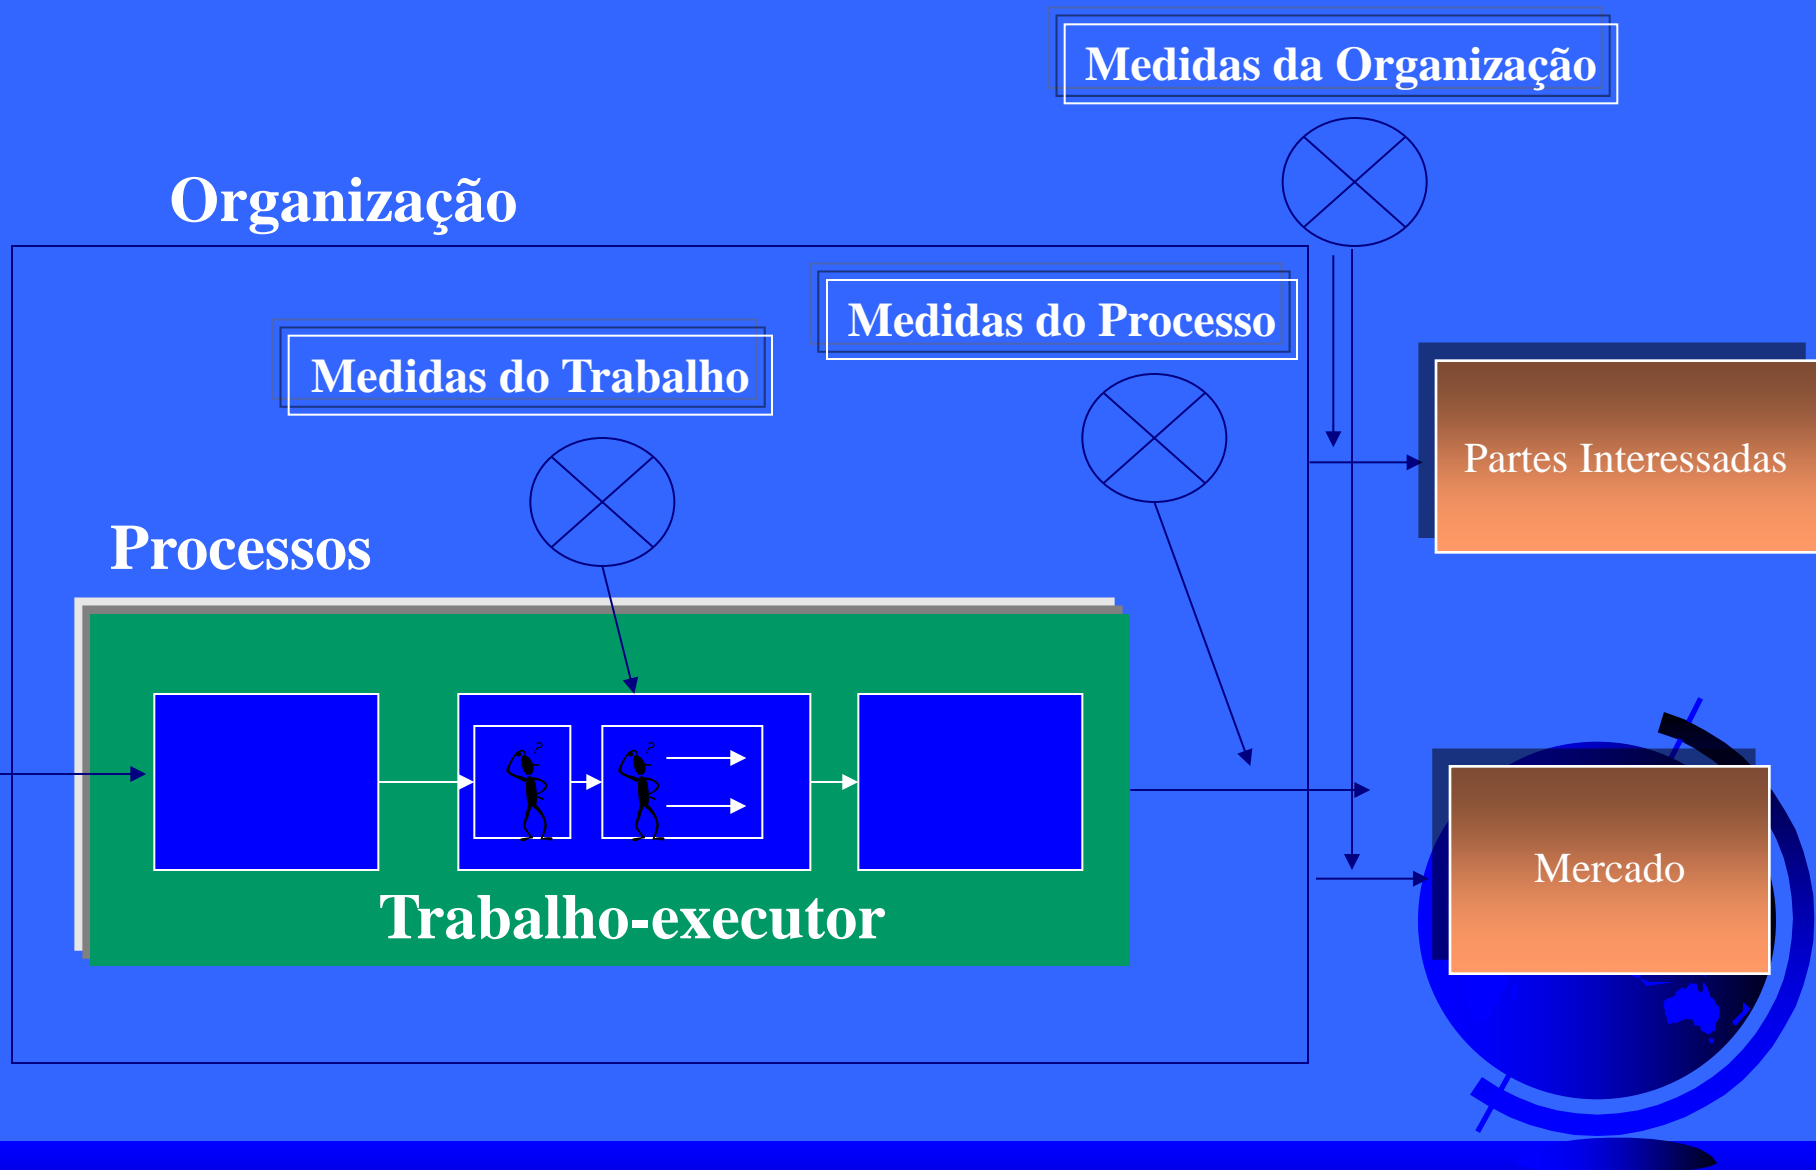 Medidas da Organização
Organização
Medidas do Processo
Medidas do Trabalho
Partes Interessadas
Processos
Mercado
Trabalho-executor